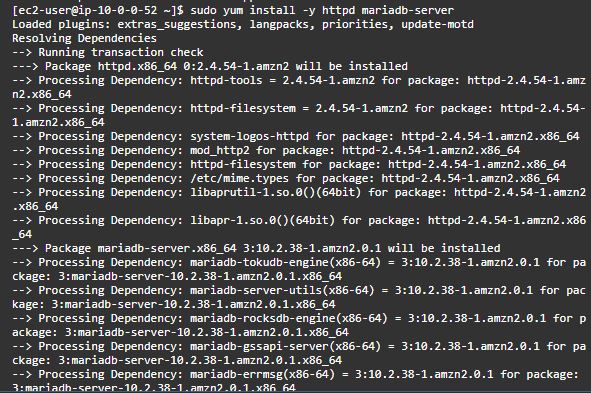 [ec2-user@ip-10-0-0-52 ~]$ sudo yum install -y httpd mariadb-server
Loaded plugins: extras_suggestions, langpacks, priorities, update-motd
Resolving Dependencies
--> Running transaction check
---> Package httpd.x86_64 0:2.4.54-1.amzn2 will be installed
--> Processing Dependency: httpd-tools = 2.4.54-1.amzn2 for package: httpd-2.4.54-1.amz
n2.x86_64
--> Processing Dependency: httpd-filesystem = 2.4.54-1.amzn2 for package: httpd-2.4.54-
1.amzn2.x86_64
--> Processing Dependency: system-logos-httpd for package: httpd-2.4.54-1.amzn2.x86_64
--> Processing Dependency: mod_http2 for package: httpd-2.4.54-1.amzn2.x86_64
--> Processing Dependency: httpd-filesystem for package: httpd-2.4.54-1.amzn2.x86_64
--> Processing Dependency: /etc/mime.types for package: httpd-2.4.54-1.amzn2.x86_64
--> Processing Dependency: libaprutil-1.so.0()(64bit) for package: httpd-2.4.54-1.amzn2
.x86_64
--> Processing Dependency: libapr-1.so.0()(64bit) for package: httpd-2.4.54-1.amzn2.x86
_64
---> Package mariadb-server.x86_64 3:10.2.38-1.amzn2.0.1 will be installed
--> Processing Dependency: mariadb-tokudb-engine(x86-64) = 3:10.2.38-1.amzn2.0.1 for pa
ckage: 3:mariadb-server-10.2.38-1.amzn2.0.1.x86_64
--> Processing Dependency: mariadb-server-utils(x86-64) = 3:10.2.38-1.amzn2.0.1 for pac
kage: 3:mariadb-server-10.2.38-1.amzn2.0.1.x86_64
--> Processing Dependency: mariadb-rocksdb-engine(x86-64) = 3:10.2.38-1.amzn2.0.1 for p
ackage: 3:mariadb-server-10.2.38-1.amzn2.0.1.x86_64
--> Processing Dependency: mariadb-gssapi-server(x86-64) = 3:10.2.38-1.amzn2.0.1 for pa
ckage: 3:mariadb-server-10.2.38-1.amzn2.0.1.x86_64
--> Processing Dependency: mariadb-errmsg(x86-64) = 3:10.2.38-1.amzn2.0.1 for package:
3:mariadb-server-10.2.38-1.amzn2.0.1.x86_64